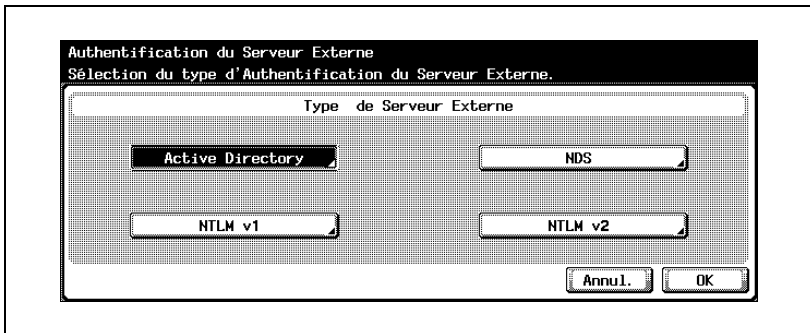 Authentification du Serveur Externe
Sélection du type d'Authentification du Serveur Externe.
Type de Serveur Externe
Active Directory
NDS
NTLM v1
NTLM v2
Annul.
OK